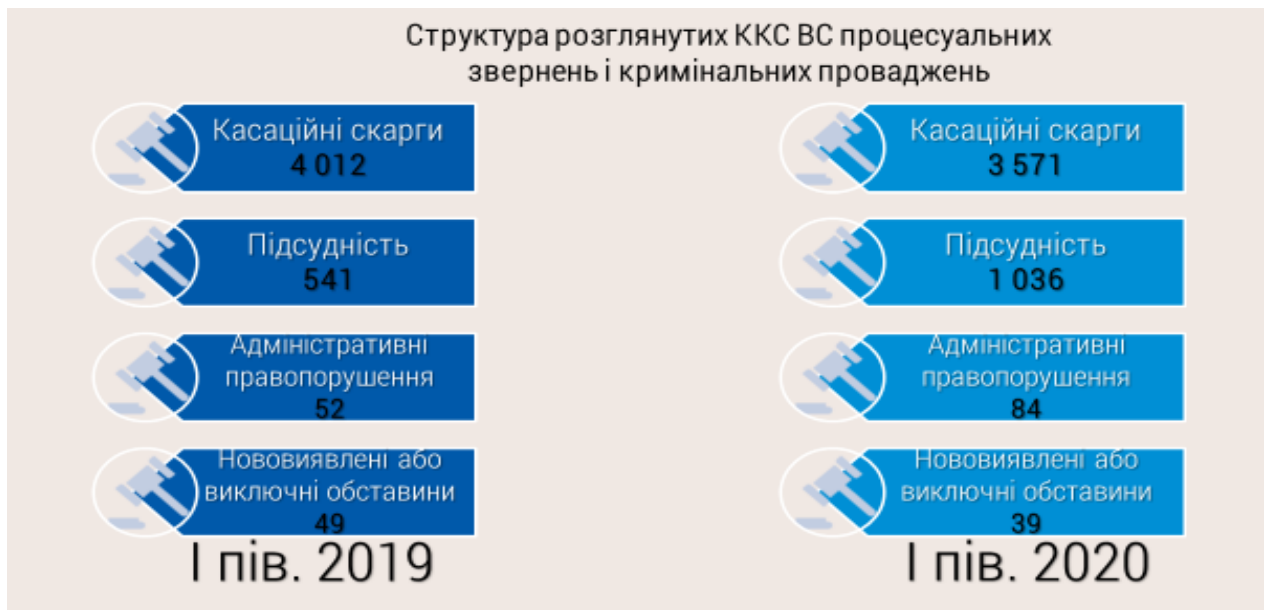 Структура розглянутих ККС ВС процесуальних
звернень і кримінальних проваджень
Касаційні скарги
4 012
Підсудність
541
Адміністративні
правопорушення
52
Нововиявлені або
виключні обставини
49
І пів. 2019
Касаційні скарги
3 571
Підсудність
1 036
Адміністративні
правопорушення
84
Нововиявлені або
виключні обставини
39
І пів. 2020